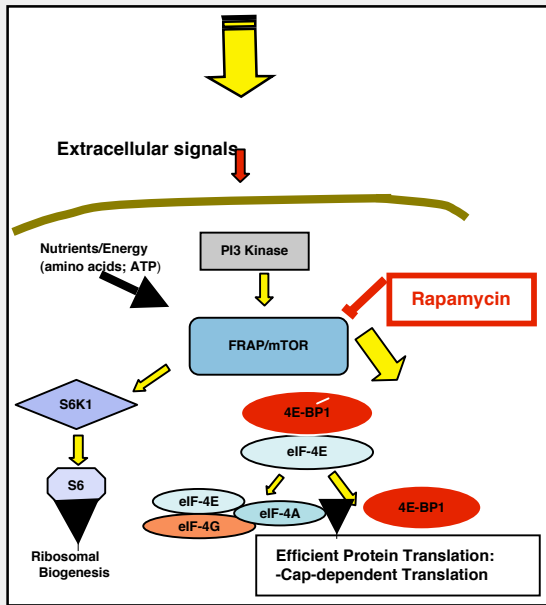 Extracellular signals
Nutrients/Energy
(amino acids; ATP)
PI3 Kinase
Rapamycin
FRAP/mTOR
S6K1
4E-BP1
eIF-4E
S6
eIF-4E
eIF-4A
eIF-4G
4E-BP1
Ribosomal
Biogenesis
Efficient Protein Translation:
-Cap-dependent Translation